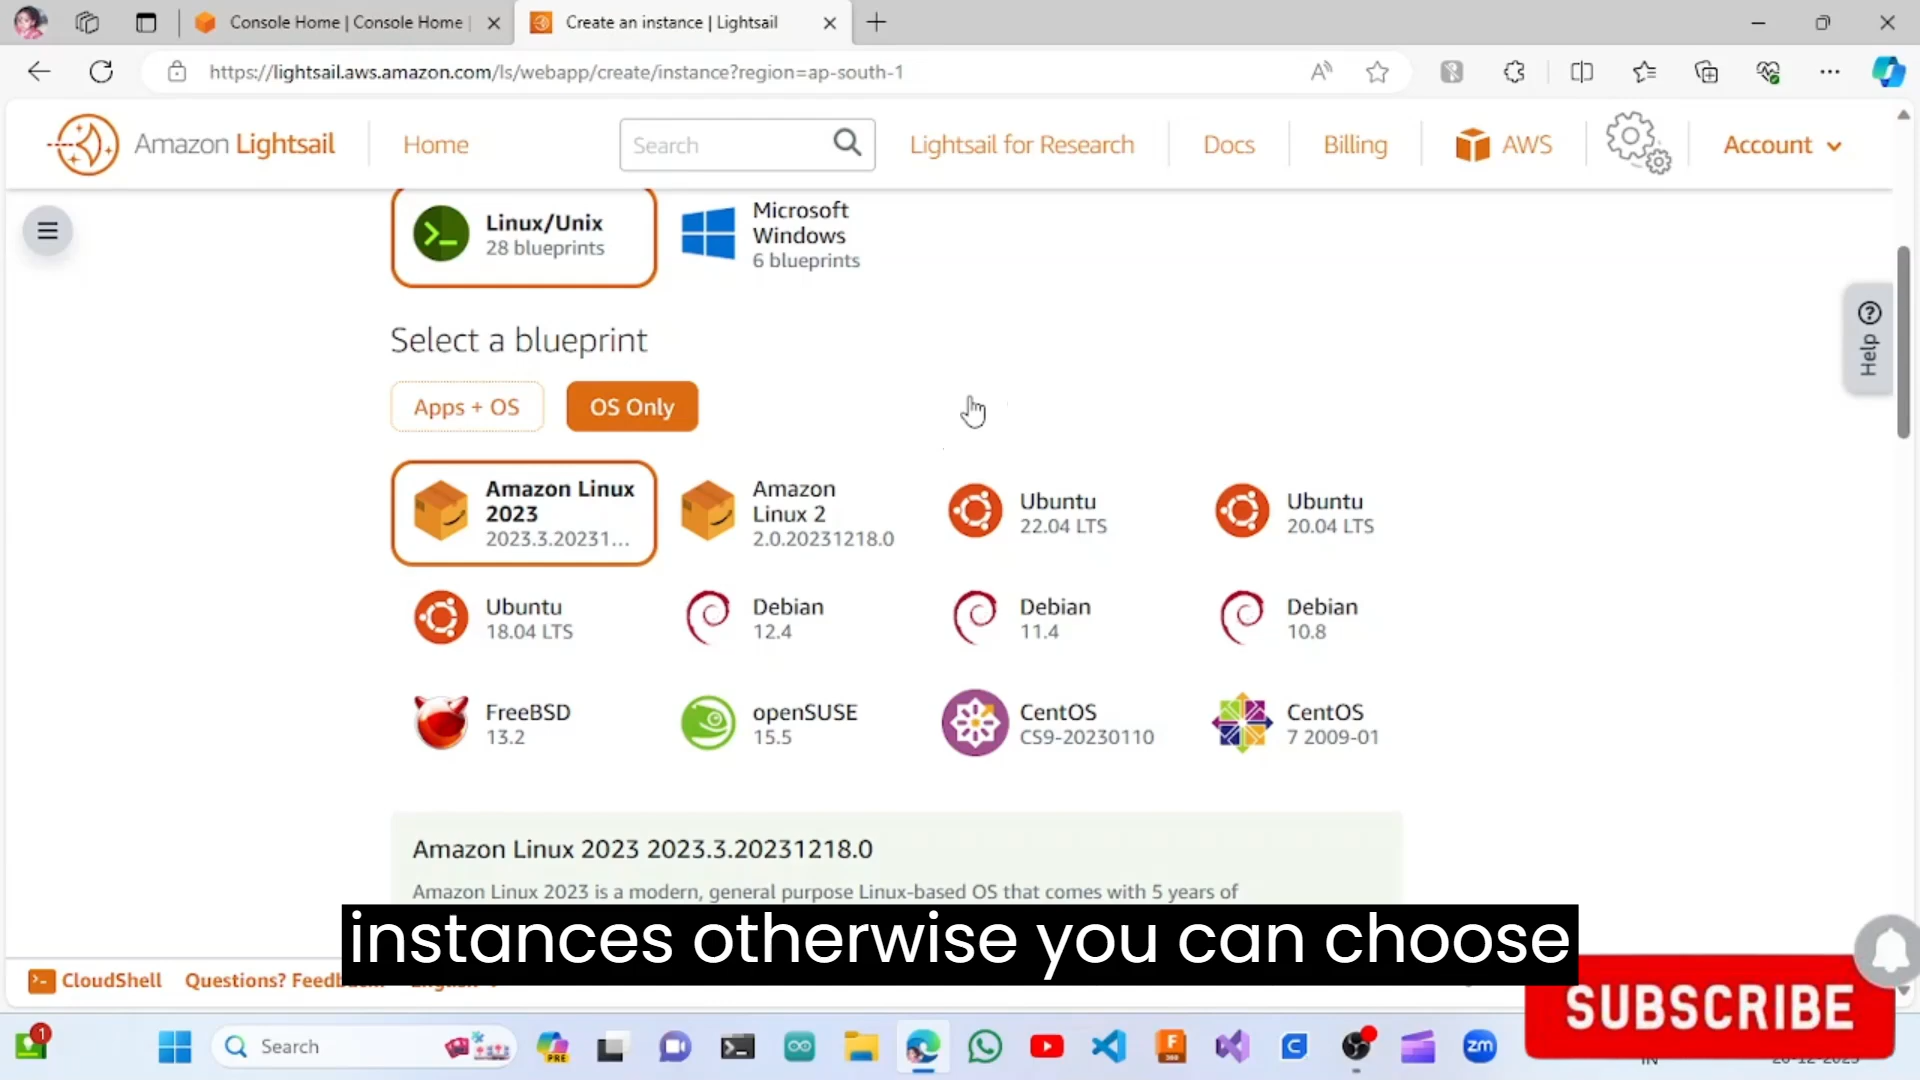 Console Home | Console Home |
Create an instance | Lightsail
https://lightsail.aws.amazon.com/ls/webapp/create/instance?region=ap-south-1
Amazon Lightsail
Home
Search
Lightsail for Research
Docs
Billing
AWS
Account
Linux/Unix
28 blueprints
Microsoft
Windows
6 blueprints
Help
Select a blueprint
Apps + OS
OS Only
Amazon Linux
2023
2023.3.20231...
Amazon
Linux 2
2.0.20231218.0
Ubuntu
22.04 LTS
Ubuntu
20.04 LTS
Ubuntu
18.04 LTS
Debian
12.4
Debian
11.4
Debian
10.8
FreeBSD
13.2
openSUSE
15.5
CentOS
CS9-20230110
CentOS
7 2009-01
Amazon Linux 2023 2023.3.20231218.0
Amazon Linux 2023 is a modern, general purpose Linux-based OS that comes with 5 years of
instances otherwise you can choose
CloudShell
Questions?
SUBSCRIBE
1
Search
PRE
zm